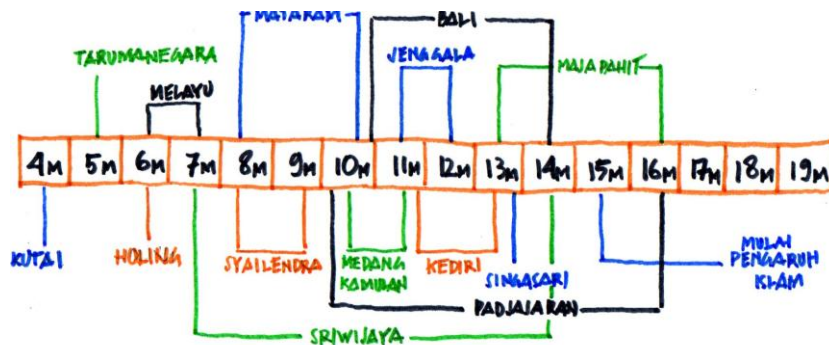 MATARAM
BALI
TARUMANEGARA
JENGGALA
MAJAPAHIT
MELAYU
4M 5M 6M 7M 8M 9M 10M 11M 12M 13M 14M 15M 16M 17M 18M 19M
KUTAI
HOLING
SYAILENDRA
MEDANG
KAMULAN
KEDIRI
SINGASARI
MULAI
PENGARUH
ISLAM
PADJAJARAN
SRIWIJAYA